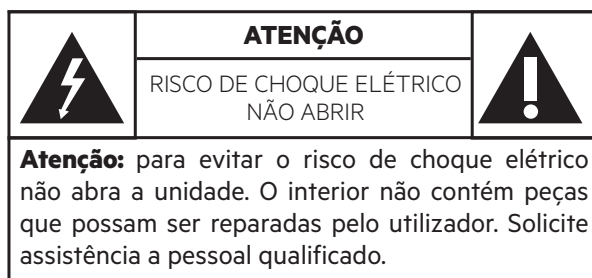 ATENÇÃO
RISCO DE CHOQUE ELÉTRICO
NÃO ABRIR
Atenção: para evitar o risco de choque elétrico
não abra a unidade. O interior não contém peças
que possam ser reparadas pelo utilizador. Solicite
assistência a pessoal qualificado.